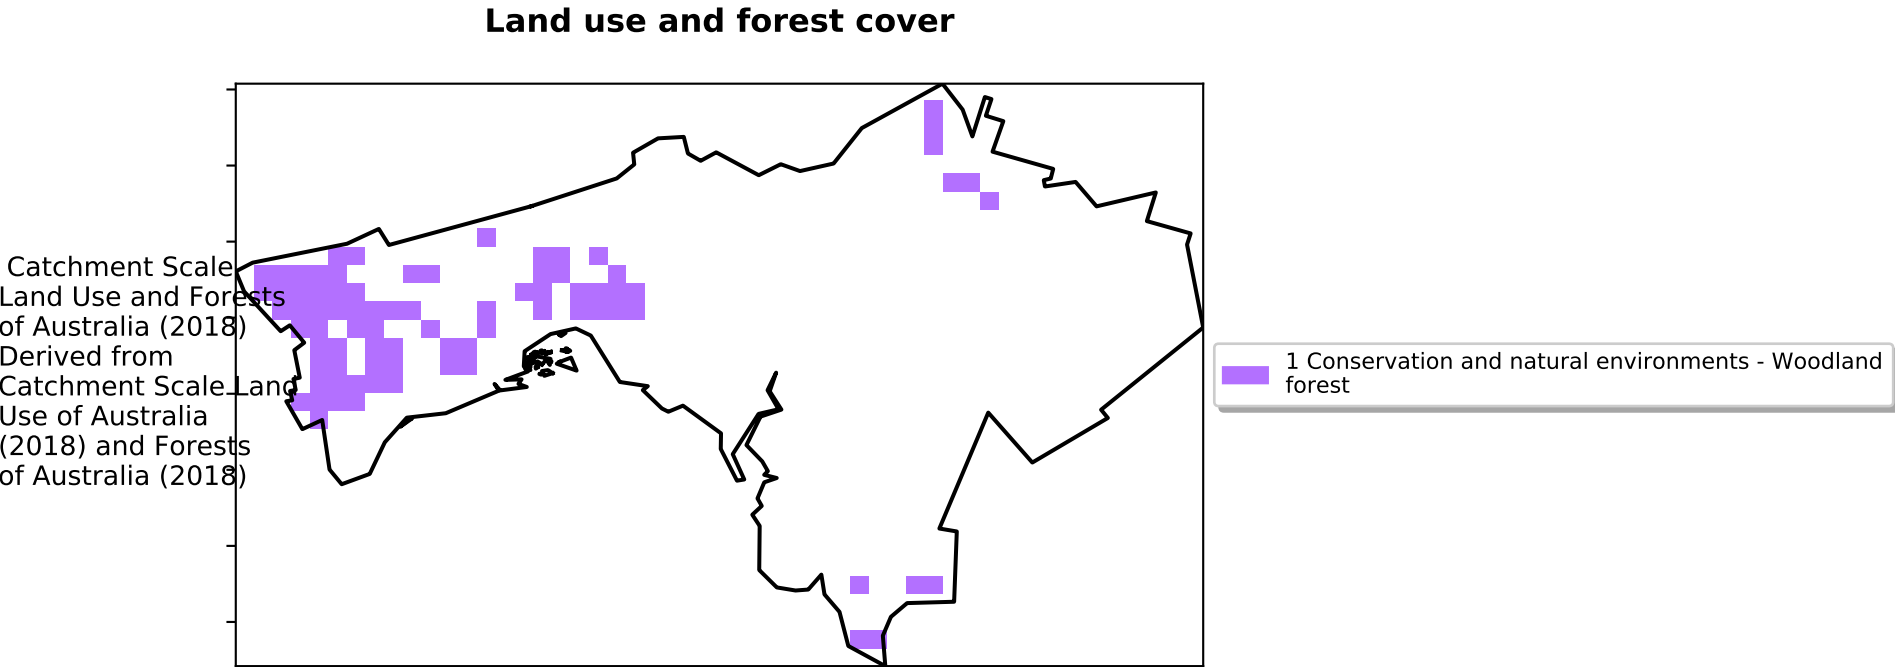 Land use and forest cover
Catchment Scale
Land Use and Forests
of Australia (2018)
Derived from
Catchment Scale Land
Use of Australia
(2018) and Forests
of Australia (2018)
1 Conservation and natural environments - Woodland
forest